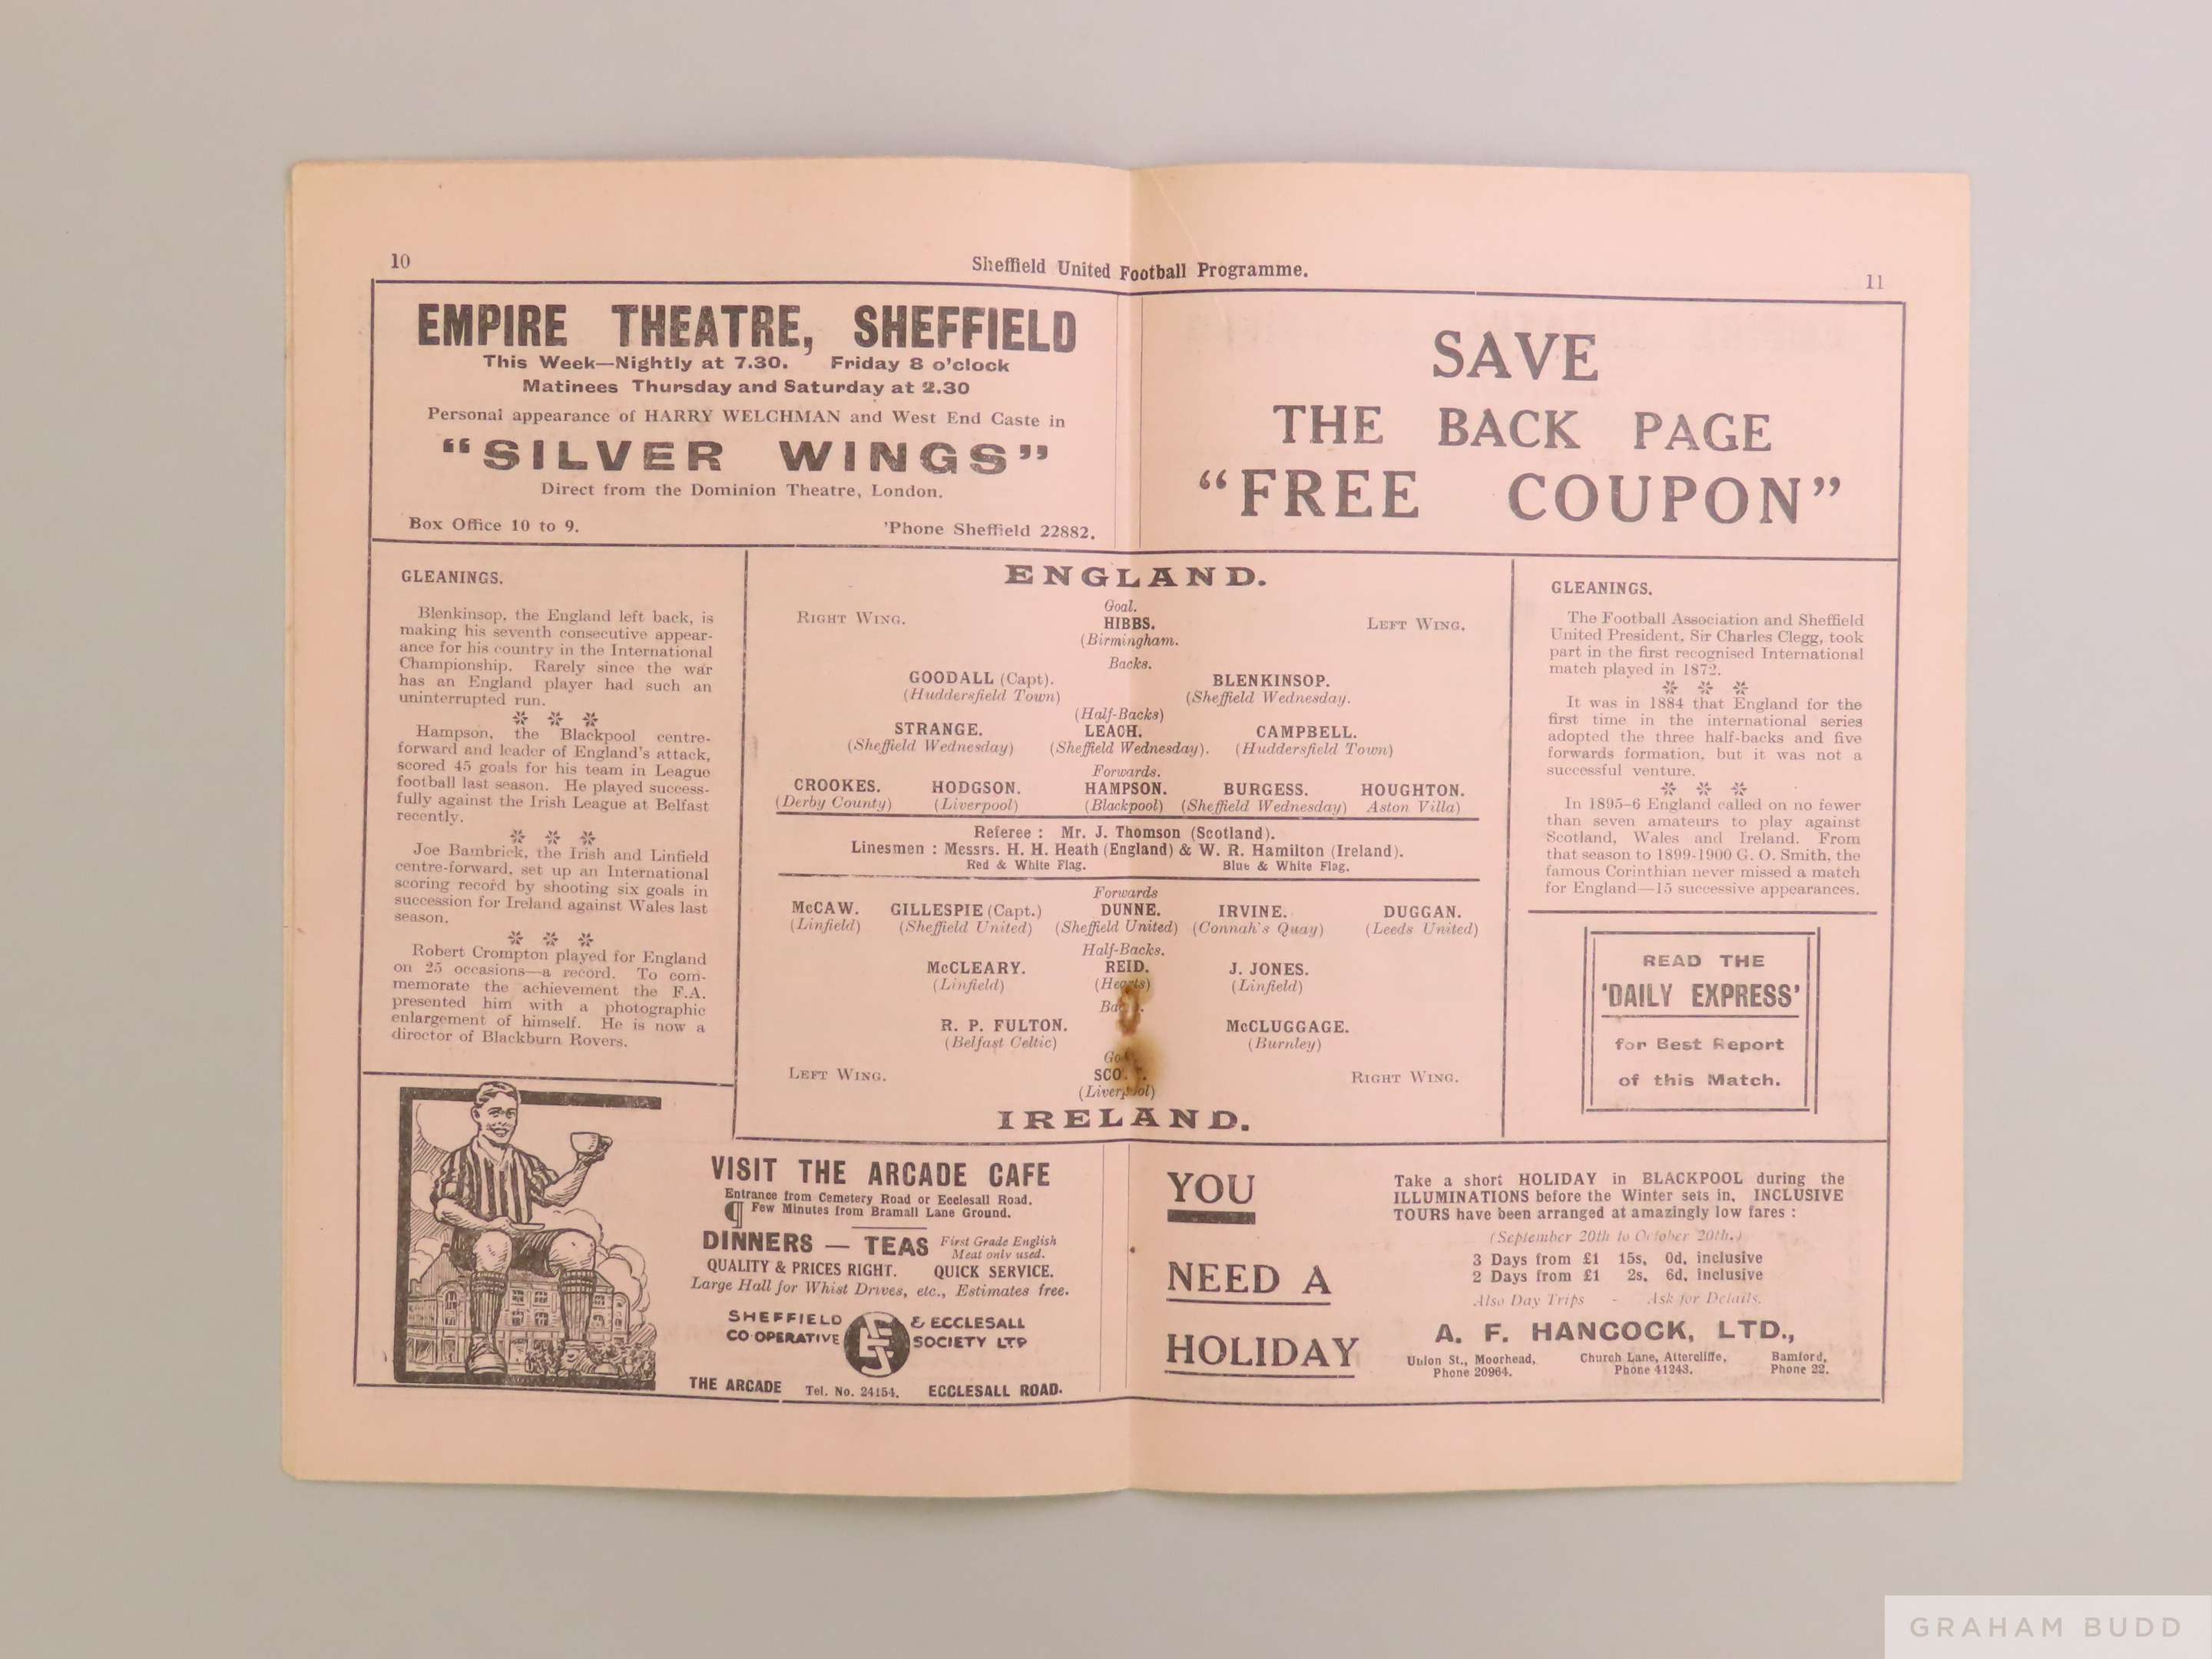 10
Sheffield United Football Programme.
11
EMPIRE THEATRE, SHEFFIELD
This Week—Nightly at 7.30. Friday 8 o'clock
Matinees Thursday and Saturday at 2.30
Personal appearance of HARRY WELCHMAN and West End Caste in
"SILVER WINGS"
Direct from the Dominion Theatre, London.
Box Office 10 to 9. 'Phone Sheffield 22882.
SAVE
THE BACK PAGE
"FREE COUPON"
GLEANINGS.
Blenkinsop, the England left back, is
making his seventh consecutive appear-
ance for his country in the International
Championship. Rarely since the war
has an England player had such an
uninterrupted run.
Hampson, the Blackpool centre-
forward and leader of England's attack,
scored 45 goals for his team in League
football last season. He played success-
fully against the Irish League at Belfast
recently.
Joe Bambrick, the Irish and Linfield
centre-forward, set up an International
scoring record by shooting six goals in
succession for Ireland against Wales last
season.
Robert Crompton played for England
on 25 occasions—a record. To com-
memorate the achievement the F.A.
presented him with a photographic
enlargement of himself. He is now a
director of Blackburn Rovers.
ENGLAND.
RIGHT WING.
Goal.
HIBBS.
(Birmingham.
LEFT WING.
Backs.
GOODALL (Capt). BLENKINSOP.
(Huddersfield Town) (Sheffield Wednesday.
(Half-Backs)
STRANGE. LEACH. CAMPBELL.
(Sheffield Wednesday) (Sheffield Wednesday). (Huddersfield Town)
Forwards.
CROOKES. HODGSON. HAMPSON. BURGESS. HOUGHTON.
(Derby County) (Liverpool) (Blackpool) (Sheffield Wednesday) Aston Villa)
Referee : Mr. J. Thomson (Scotland).
Linesmen : Messrs. H. H. Heath (England) & W. R. Hamilton (Ireland).
Red & White Flag. Blue & White Flag.
Forwards
McCAW. GILLESPIE (Capt.) DUNNE. IRVINE. DUGGAN.
(Linfield) (Sheffield United) (Sheffield United) (Connah's Quay) (Leeds United)
Half-Backs.
McCLEARY. REID. J. JONES.
(Linfield) (Hearts) (Linfield)
R. P. FULTON. McCLUGGAGE.
(Belfast Celtic) (Burnley)
LEFT WING.
(Liverpool)
RIGHT WING.
IRELAND.
GLEANINGS.
The Football Association and Sheffield
United President, Sir Charles Clegg, took
part in the first recognised International
match played in 1872.
It was in 1884 that England for the
first time in the international series
adopted the three half-backs and five
forwards formation, but it was not a
successful venture.
In 1895-6 England called on no fewer
than seven amateurs to play against
Scotland, Wales and Ireland. From
that season to 1899-1900 G. O. Smith, the
famous Corinthian never missed a match
for England—15 successive appearances.
READ THE
'DAILY EXPRESS'
for Best Report
of this Match.
VISIT THE ARCADE CAFE
Entrance from Cemetery Road or Ecclesall Road.
¶ Few Minutes from Bramall Lane Ground.
DINNERS — TEAS First Grade English
Meat only used.
QUALITY & PRICES RIGHT. QUICK SERVICE.
Large Hall for Whist Drives, etc., Estimates free.
SHEFFIELD & ECCLESALL
CO-OPERATIVE SOCIETY LTD
THE ARCADE Tel. No. 24154. ECCLESALL ROAD.
YOU
NEED A
HOLIDAY
Take a short HOLIDAY in BLACKPOOL during the
ILLUMINATIONS before the Winter sets in, INCLUSIVE
TOURS have been arranged at amazingly low fares :
(September 20th to October 20th.)
3 Days from £1 15s. 0d. inclusive
2 Days from £1 2s. 6d. inclusive
Also Day Trips - Ask for Details.
A. F. HANCOCK, LTD.,
Union St., Moorhead, Church Lane, Attercliffe, Bamford,
Phone 20964. Phone 41243. Phone 22.
GRAHAM BUDD